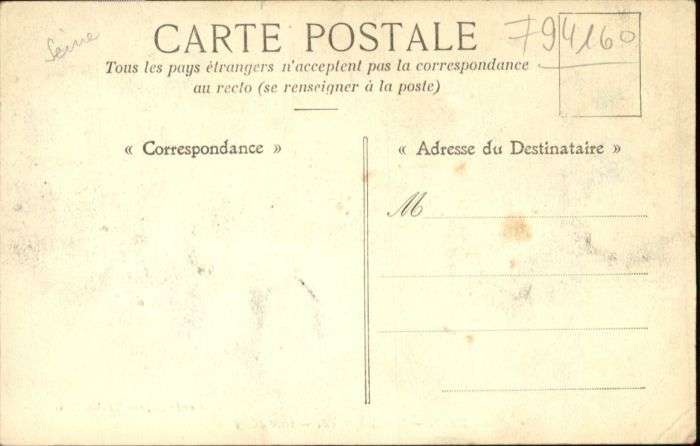 Seine
CARTE POSTALE
794160
Tous les pays étrangers n'acceptent pas la correspondance
au recto (se renseigner à la poste)
« Correspondance »
« Adresse du Destinataire »
M